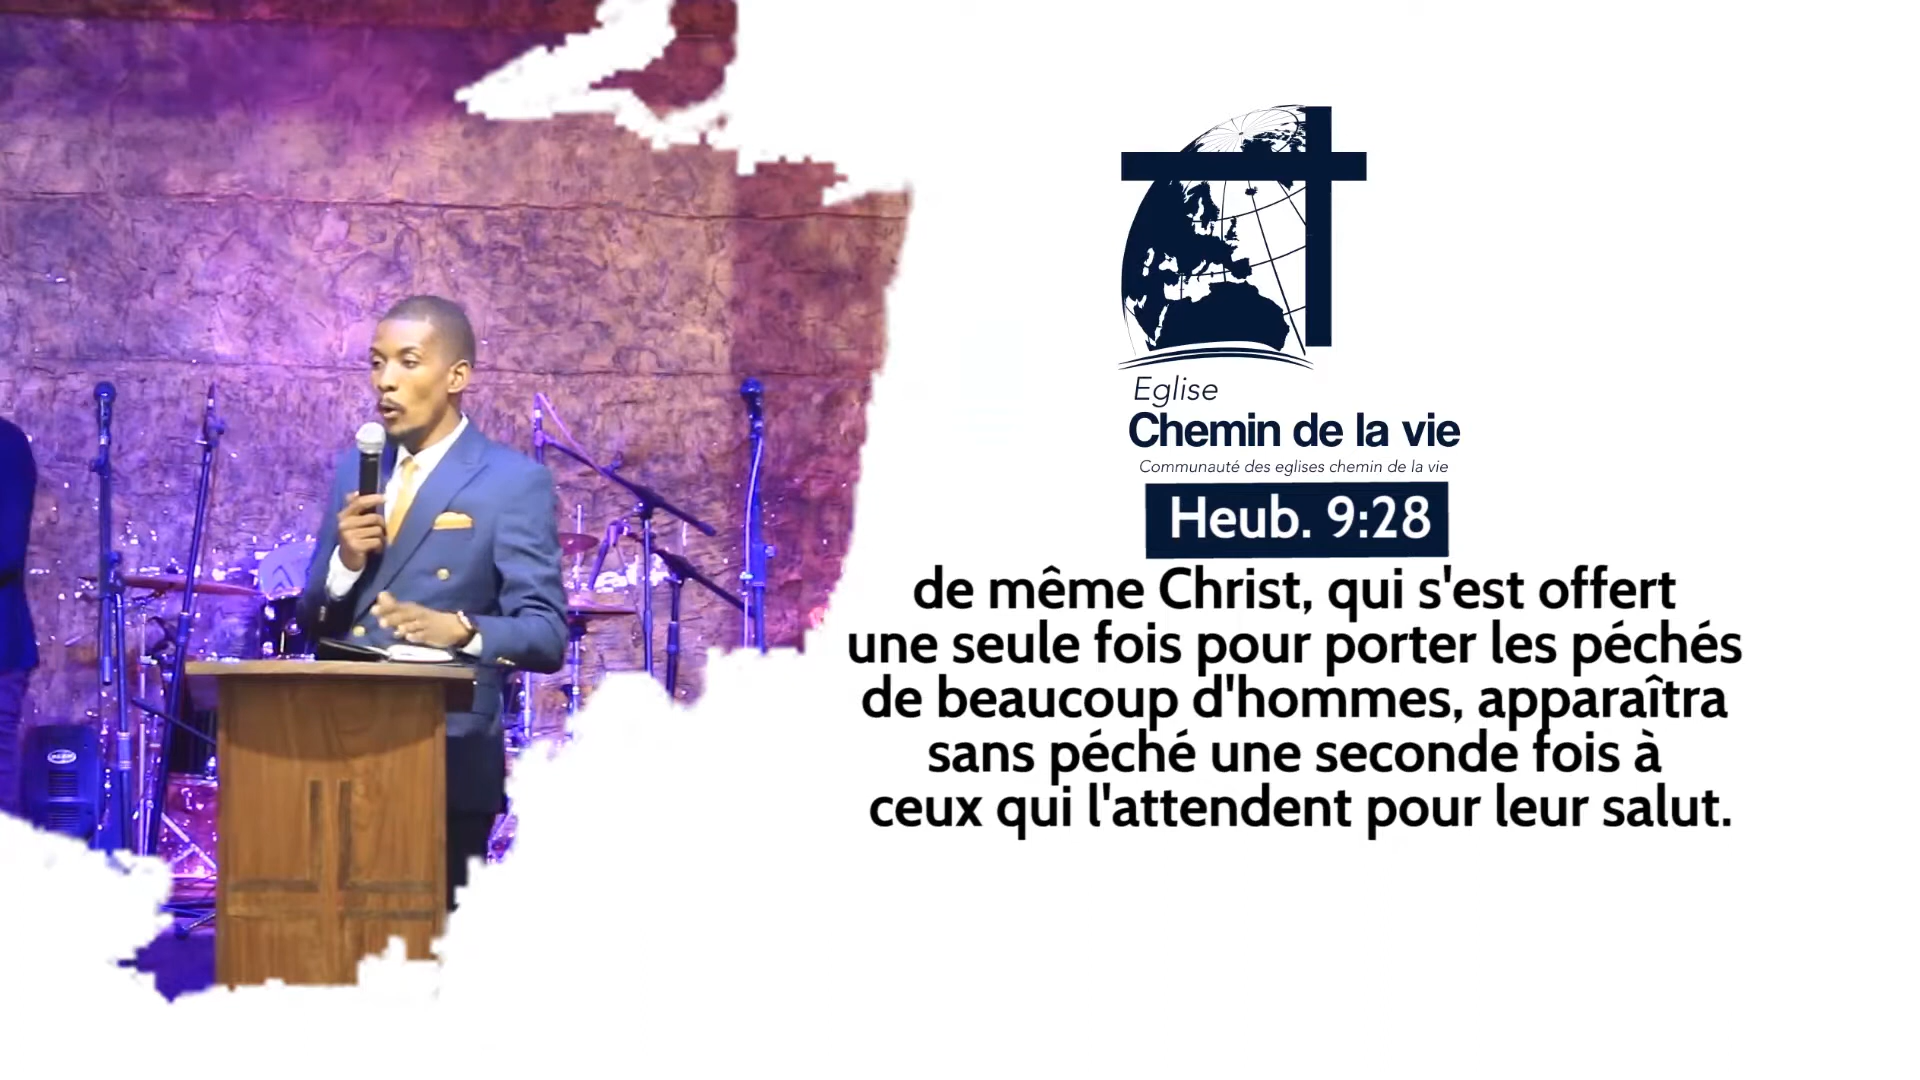 Eglise
Chemin de la vie
Communauté des eglises chemin de la vie
Heub. 9:28
de même Christ, qui s'est offert
une seule fois pour porter les péchés
de beaucoup d'hommes, apparaîtra
sans péché une seconde fois à
ceux qui l'attendent pour leur salut.